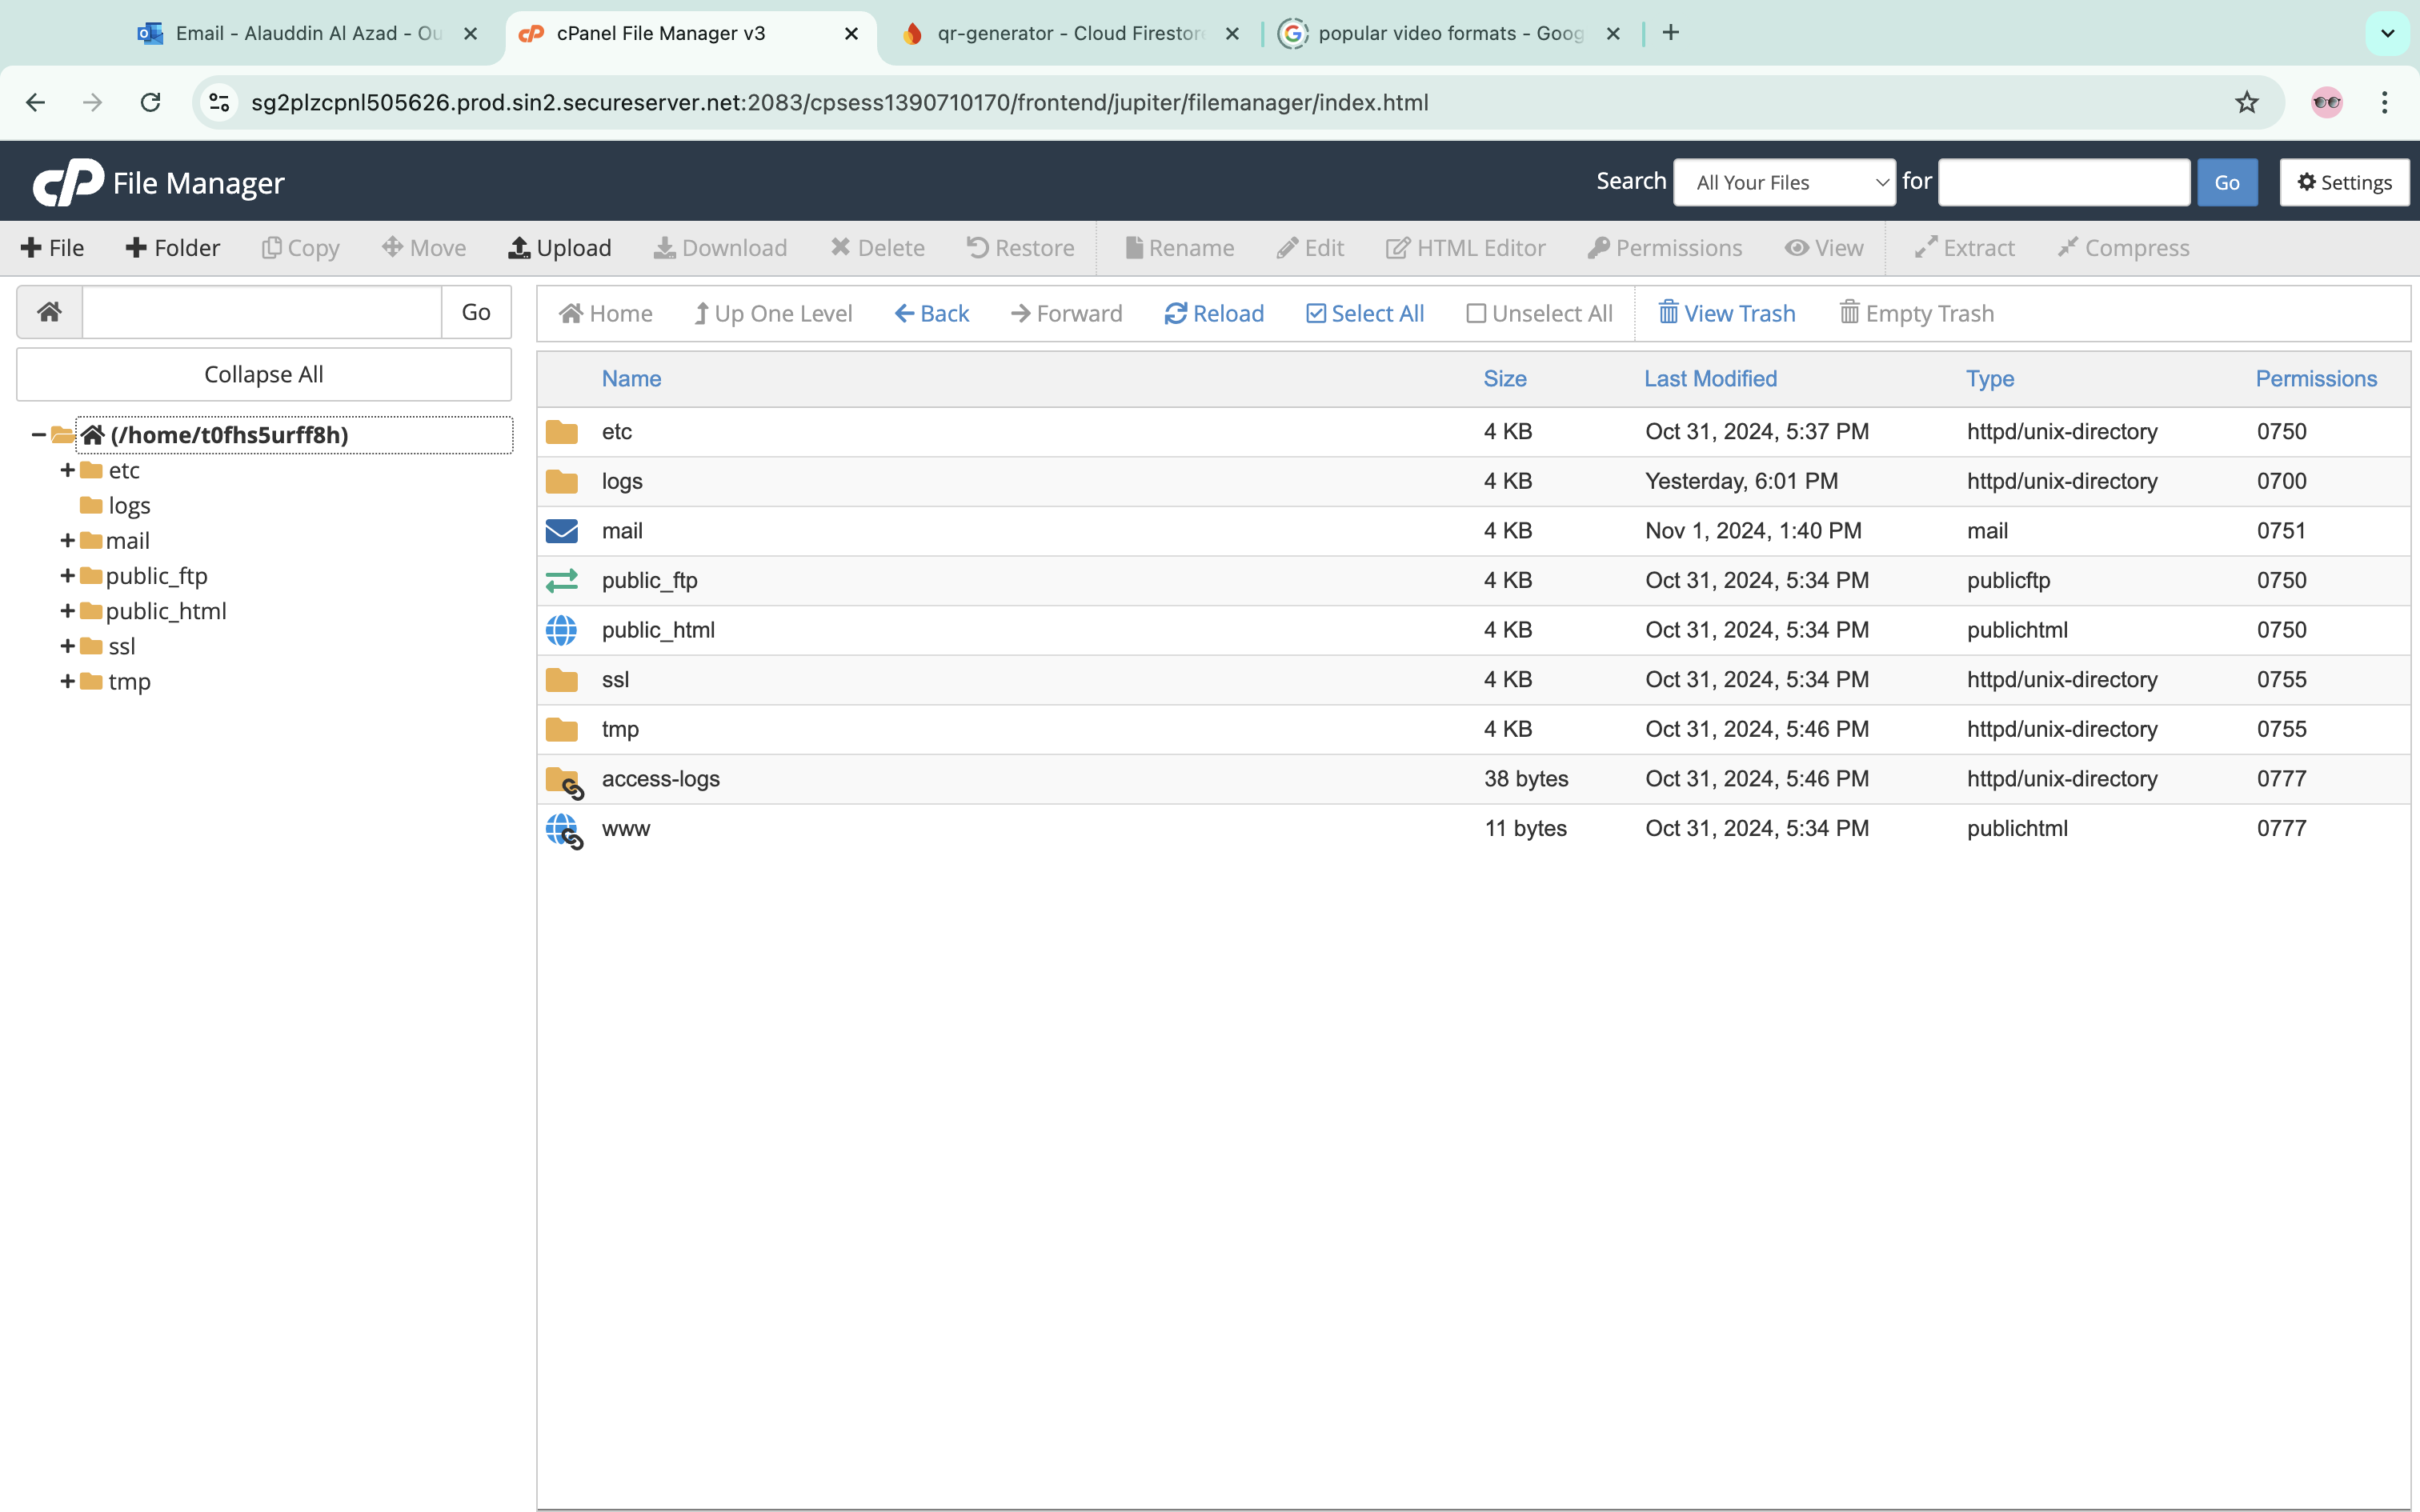 Email - Alauddin Al Azad - Ou
cPanel File Manager v3
qr-generator - Cloud Firestore
popular video formats - Goog
sg2plzcpnl505626.prod.sin2.secureserver.net:2083/cpsess1390710170/frontend/jupiter/filemanager/index.html
cP File Manager
Search All Your Files for Go Settings
File Folder Copy Move Upload Download Delete Restore Rename Edit HTML Editor Permissions View Extract Compress
Go
Collapse All
(/home/t0fhs5urff8h)
etc
logs
mail
public_ftp
public_html
ssl
tmp
Home Up One Level Back Forward Reload Select All Unselect All View Trash Empty Trash
Name Size Last Modified Type Permissions
etc 4 KB Oct 31, 2024, 5:37 PM httpd/unix-directory 0750
logs 4 KB Yesterday, 6:01 PM httpd/unix-directory 0700
mail 4 KB Nov 1, 2024, 1:40 PM mail 0751
public_ftp 4 KB Oct 31, 2024, 5:34 PM publicftp 0750
public_html 4 KB Oct 31, 2024, 5:34 PM publichtml 0750
ssl 4 KB Oct 31, 2024, 5:34 PM httpd/unix-directory 0755
tmp 4 KB Oct 31, 2024, 5:46 PM httpd/unix-directory 0755
access-logs 38 bytes Oct 31, 2024, 5:46 PM httpd/unix-directory 0777
www 11 bytes Oct 31, 2024, 5:34 PM publichtml 0777